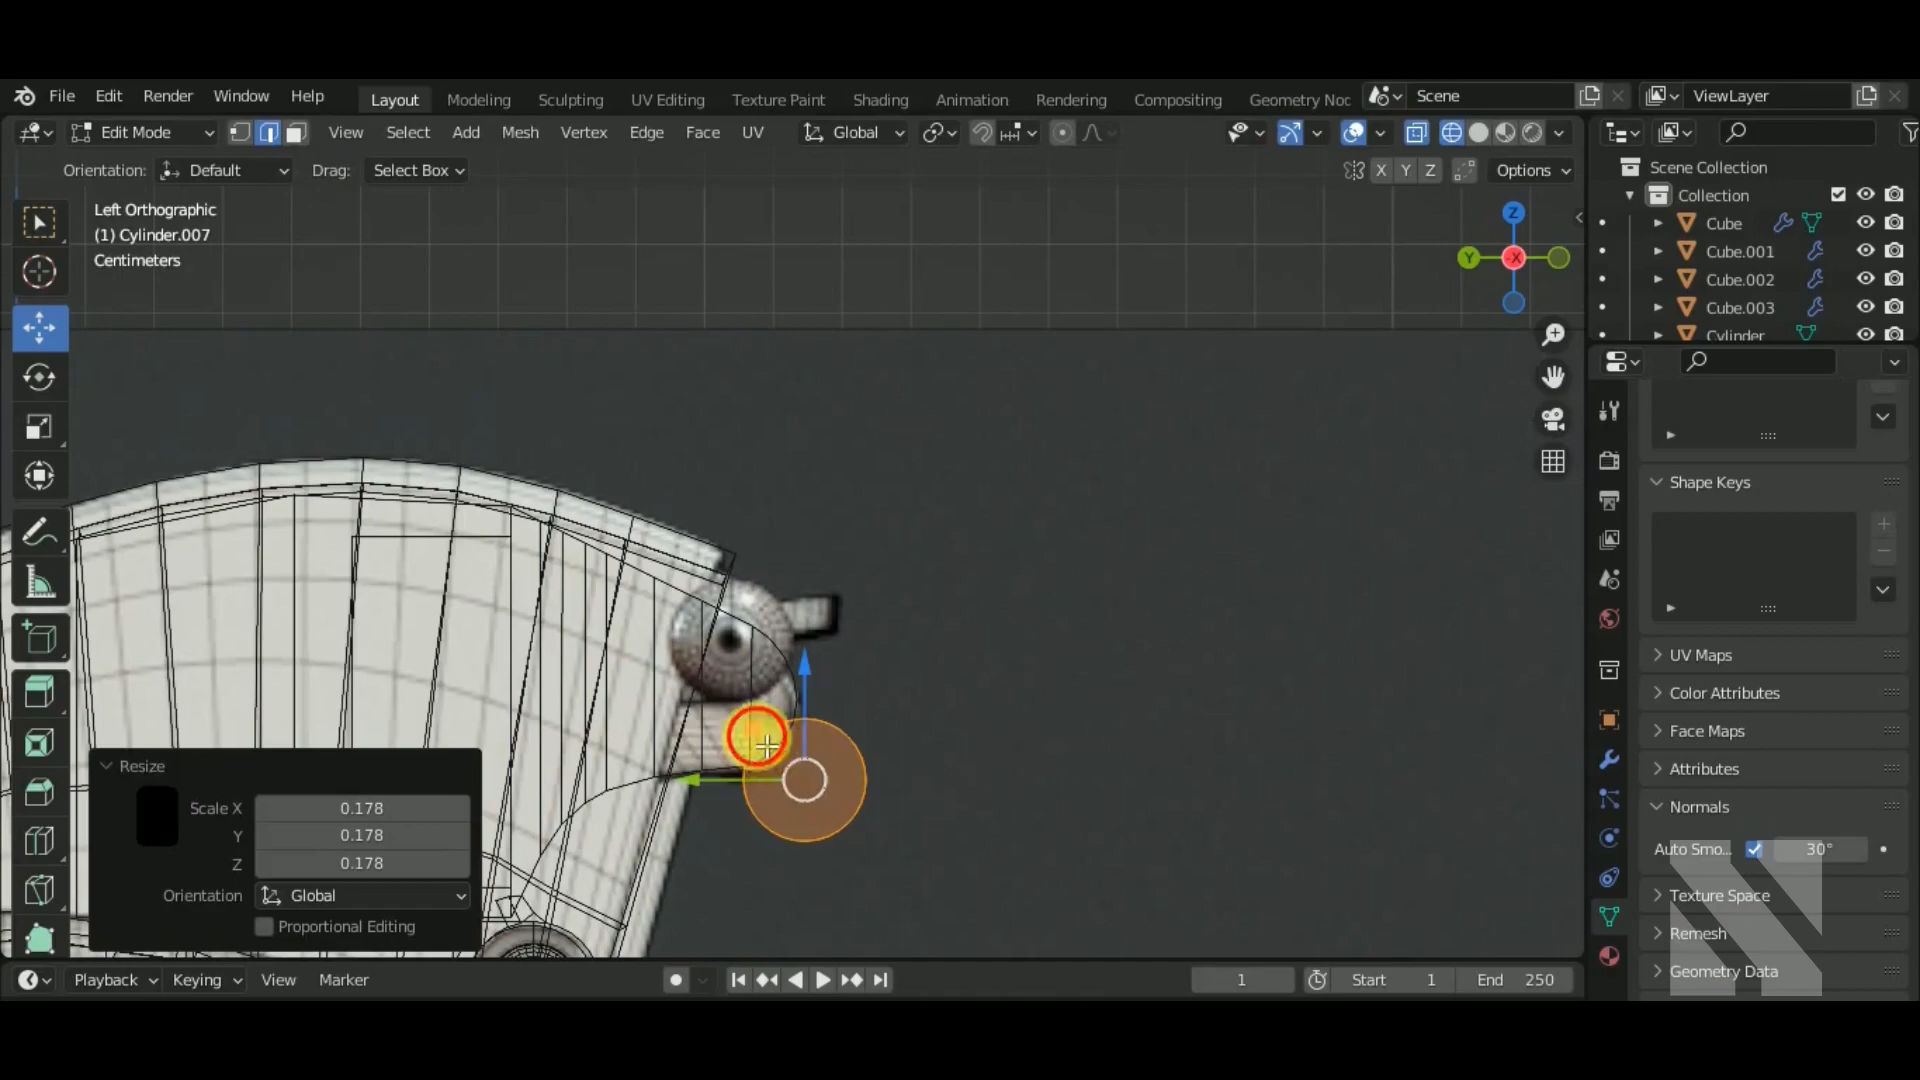 File Edit Render Window Help Layout Modeling Sculpting UV Editing Texture Paint Shading Animation Rendering Compositing Geometry Noc Scene ViewLayer
Edit Mode View Select Add Mesh Vertex Edge Face UV Global
Orientation: Default Drag: Select Box X Y Z Options
Scene Collection
Collection
Cube
Cube.001
Cube.002
Cube.003
Cylinder
Left Orthographic
(1) Cylinder.007
Centimeters
Z
Y
X
Shape Keys
UV Maps
Color Attributes
Face Maps
Attributes
Normals
Auto Smo... 30°
Texture Space
Remesh
Geometry Data
Resize
Scale X 0.178
Y 0.178
Z 0.178
Orientation Global
Proportional Editing
Playback Keying View Marker 1 Start 1 End 250